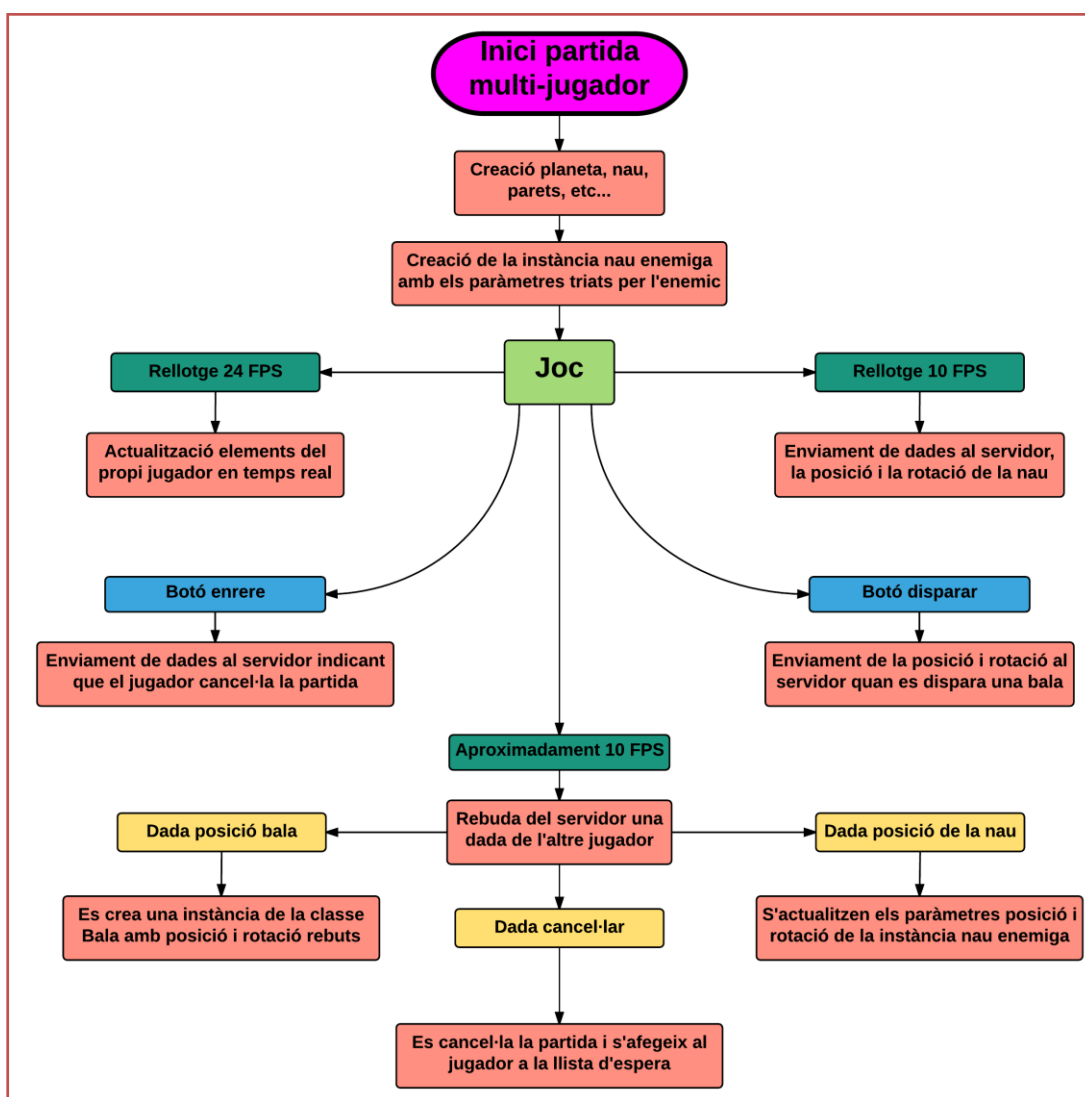 Inici partida
multi-jugador
Creació planeta, nau,
parets, etc...
Creació de la instància nau enemiga
amb els paràmetres triats per l'enemic
Joc
Rellotge 24 FPS
Rellotge 10 FPS
Actualització elements del
propi jugador en temps real
Enviament de dades al servidor,
la posició i la rotació de la nau
Botó enrere
Botó disparar
Enviament de dades al servidor indicant
que el jugador cancel·la la partida
Enviament de la posició i rotació al
servidor quan es dispara una bala
Aproximadament 10 FPS
Rebuda del servidor una
dada de l'altre jugador
Dada posició bala
Dada posició de la nau
Es crea una instància de la classe
Bala amb posició i rotació rebuts
Dada cancel·lar
S'actualitzen els paràmetres posició i
rotació de la instància nau enemiga
Es cancel·la la partida i s'afegeix al
jugador a la llista d'espera